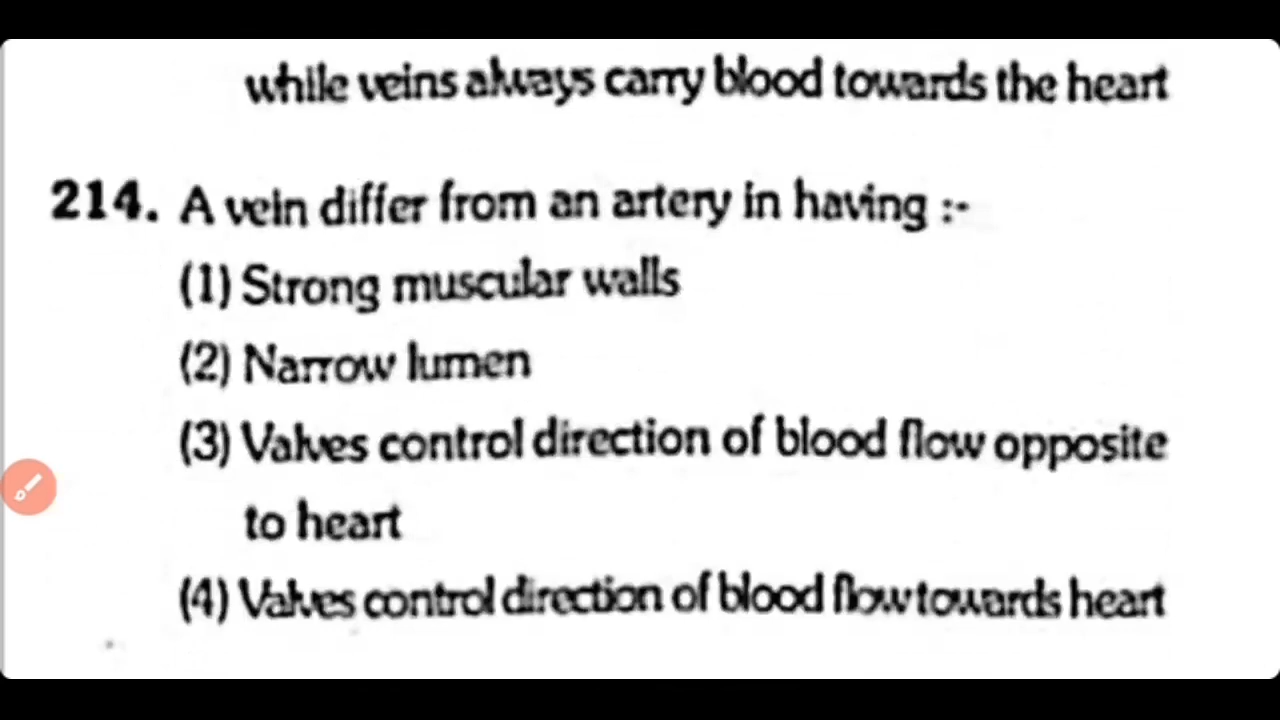 while veins always carry blood towards the heart
214. A vein differ from an artery in having :-
(1) Strong muscular walls
(2) Narrow lumen
(3) Valves control direction of blood flow opposite
to heart
(4) Valves control direction of blood flow towards heart